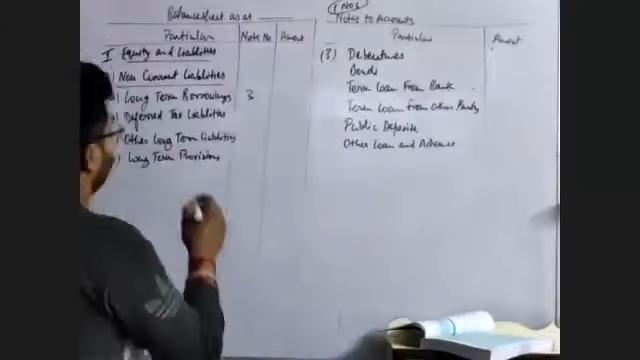 Balance Sheet as at
Particulars Note No Amount
I Equity and Liabilities
) Non Current Liabilities
) Long Term Borrowings 3
) Deferred Tax Liabilities
) Other Long Term Liabilities
) Long Term Provisions
Notes to Accounts
Particulars Amount
(3) Debentures
Bonds
Term Loan From Bank
Term Loan From Other Party
Public Deposits
Other Loan and Advances